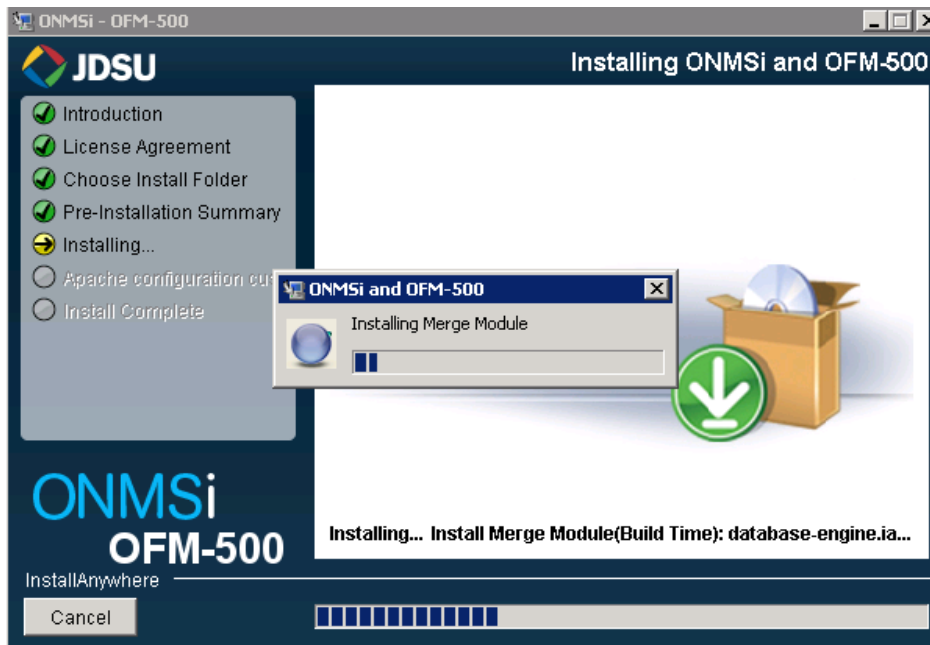 ONMSi - OFM-500
JDSU
Installing ONMSi and OFM-500
Introduction
License Agreement
Choose Install Folder
Pre-Installation Summary
Installing...
Apache configuration
Install Complete
ONMSi and OFM-500
Installing Merge Module
ONMSi
OFM-500
Installing... Install Merge Module(Build Time): database-engine.ia...
InstallAnywhere
Cancel